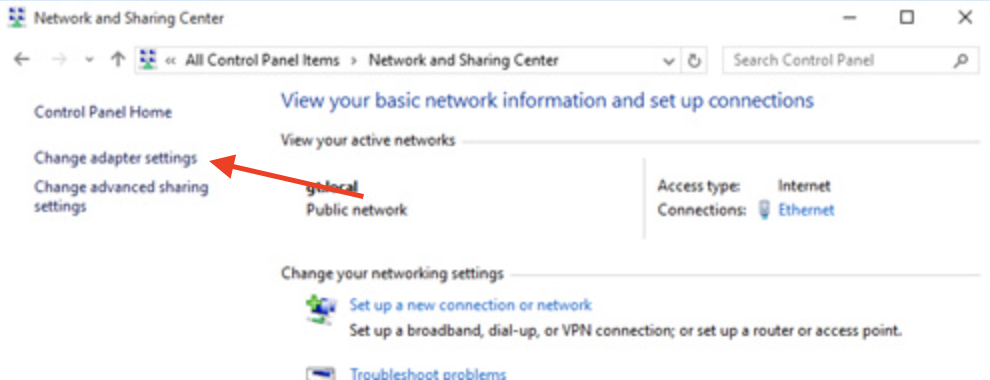 Network and Sharing Center
« All Control Panel Items > Network and Sharing Center
Search Control Panel
Control Panel Home
Change adapter settings
Change advanced sharing
settings
View your basic network information and set up connections
View your active networks
Public network
Access type: Internet
Connections: Ethernet
Change your networking settings
Set up a new connection or network
Set up a broadband, dial-up, or VPN connection; or set up a router or access point.
Troubleshoot problems